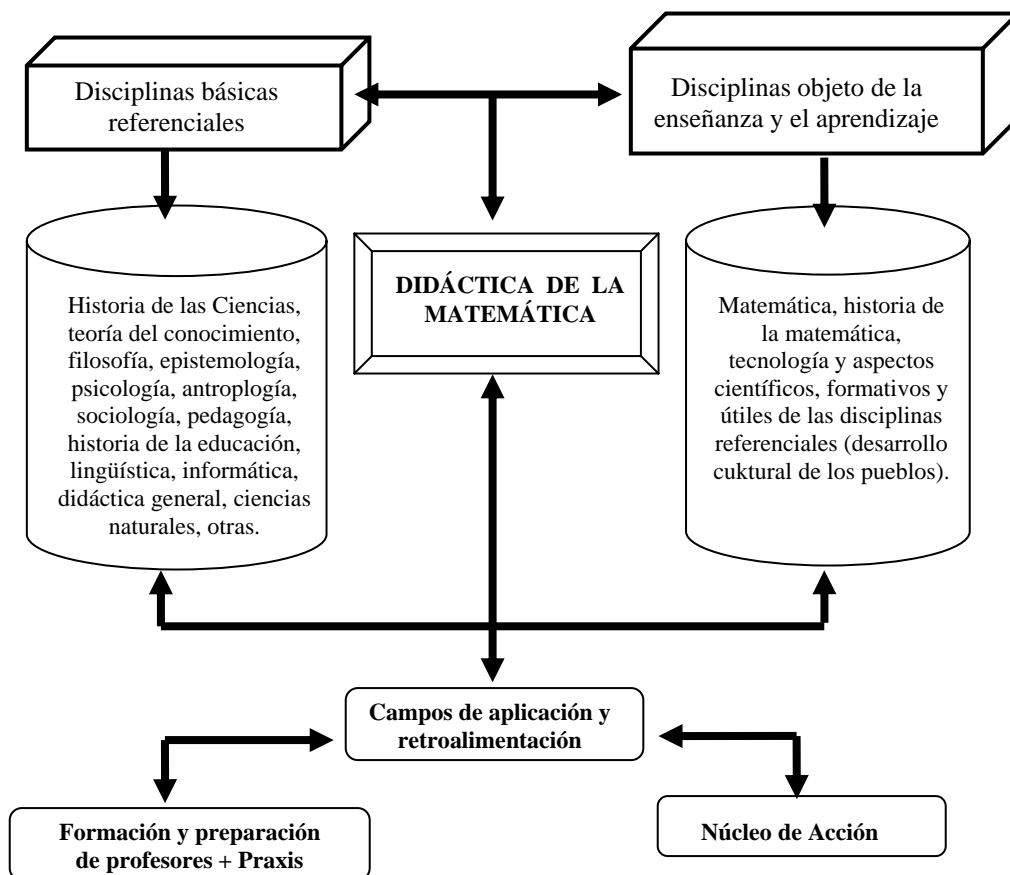 Disciplinas básicas
referenciales
Disciplinas objeto de la
enseñanza y el aprendizaje
DIDÁCTICA DE LA
MATEMÁTICA
Historia de las Ciencias,
teoría del conocimiento,
filosofía, epistemología,
psicología, antroplogía,
sociología, pedagogía,
historia de la educación,
lingüística, informática,
didáctica general, ciencias
naturales, otras.
Matemática, historia de
la matemática,
tecnología y aspectos
científicos, formativos y
útiles de las disciplinas
referenciales (desarrollo
cuktural de los pueblos).
Campos de aplicación y
retroalimentación
Formación y preparación
de profesores + Praxis
Núcleo de Acción